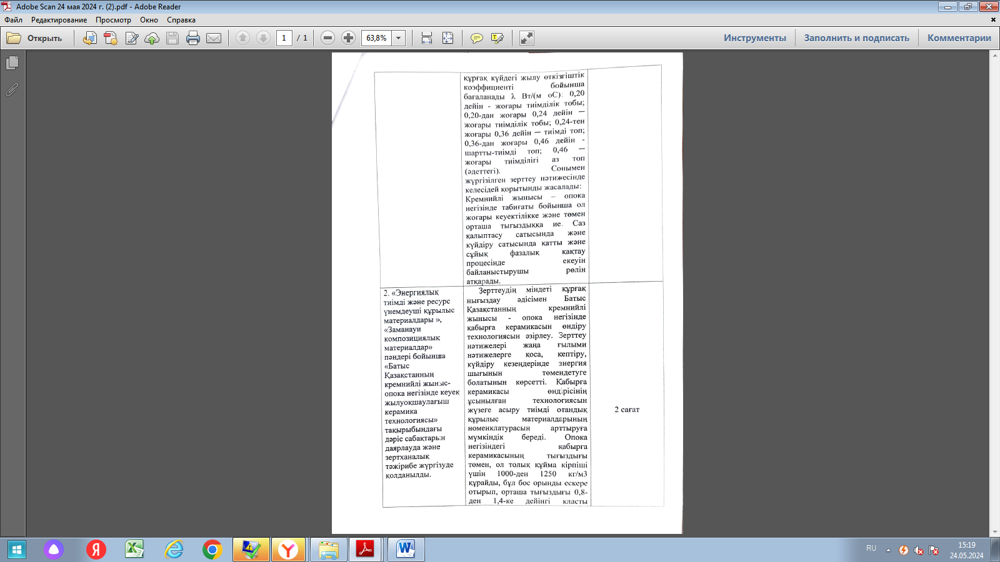 Adobe Scan 24 мая 2024 г. (2).pdf - Adobe Reader
Файл Редактирование Просмотр Окно Справка
Открыть 1 / 1 63,8% Инструменты Заполнить и подписать Комментарии
құрғақ күйдегі жылу өткізгіштік
коэффициенті бойынша
бағаланады λ Вт/(м оС): 0,20
дейін - жоғары тиімділік тобы;
0,20-дан жоғары 0,24 дейін —
жоғары тиімділік тобы; 0,24-тен
жоғары 0,36 дейін — тиімді топ;
0,36-дан жоғары 0,46 дейін -
шартты-тиімді топ; 0,46 —
жоғары тиімділігі аз топ
(әдеттегі). Сонымен
жүргізілген зерттеу нәтижесінде
келесідей қорытынды жасалады:
Кремнийлі жынысы – опока
негізінде табиғаты бойынша ол
жоғары кеуектілікке және төмен
орташа тығыздыққа ие. Саз
қалыптасу сатысында және
күйдіру сатысында қатты және
сұйық фазалық қақтау
процесінде екеуін
байланыстырушы рөлін
атқарады.
2. «Энергиялық
тиімді және ресурс
үнемдеуші құрылыс
материалдары »,
«Заманауи
композициялық
материалдар»
пәндері бойынша
«Батыс
Қазақстанның
кремнийлі жыныс-
опока негізінде кеуек
жылуоқшаулағыш
керамика
технологиясы»
тақырыбындағы
дәріс сабақтарын
даярлауда және
зертханалық
тәжірибе жүргізуде
қолданылды.
Зерттеудің міндеті құрғақ
нығыздау әдісімен Батыс
Қазақстанның кремнийлі
жынысы - опока негізінде
қабырға керамикасын өндіру
технологиясын әзірлеу. Зерттеу
нәтижелері жаңа ғылыми
нәтижелерге қоса, кептіру,
күйдіру кезеңдерінде энергия
шығынын төмендетуге
болатынын көрсетті. Қабырға
керамикасы өндірісінің
ұсынылған технологиясын
жүзеге асыру тиімді отандық
құрылыс материалдарының
номенклатурасын арттыруға
мүмкіндік береді. Опока
негізіндегі қабырға
керамикасының тығыздығы
төмен, ол толық құйма кірпіші
үшін 1000-ден 1250 кг/м3
құрайды, бұл бос орынды ескере
отырып, орташа тығыздығы 0,8-
ден 1,4-ке дейінгі класты
2 сағат
RU 15:19
24.05.2024